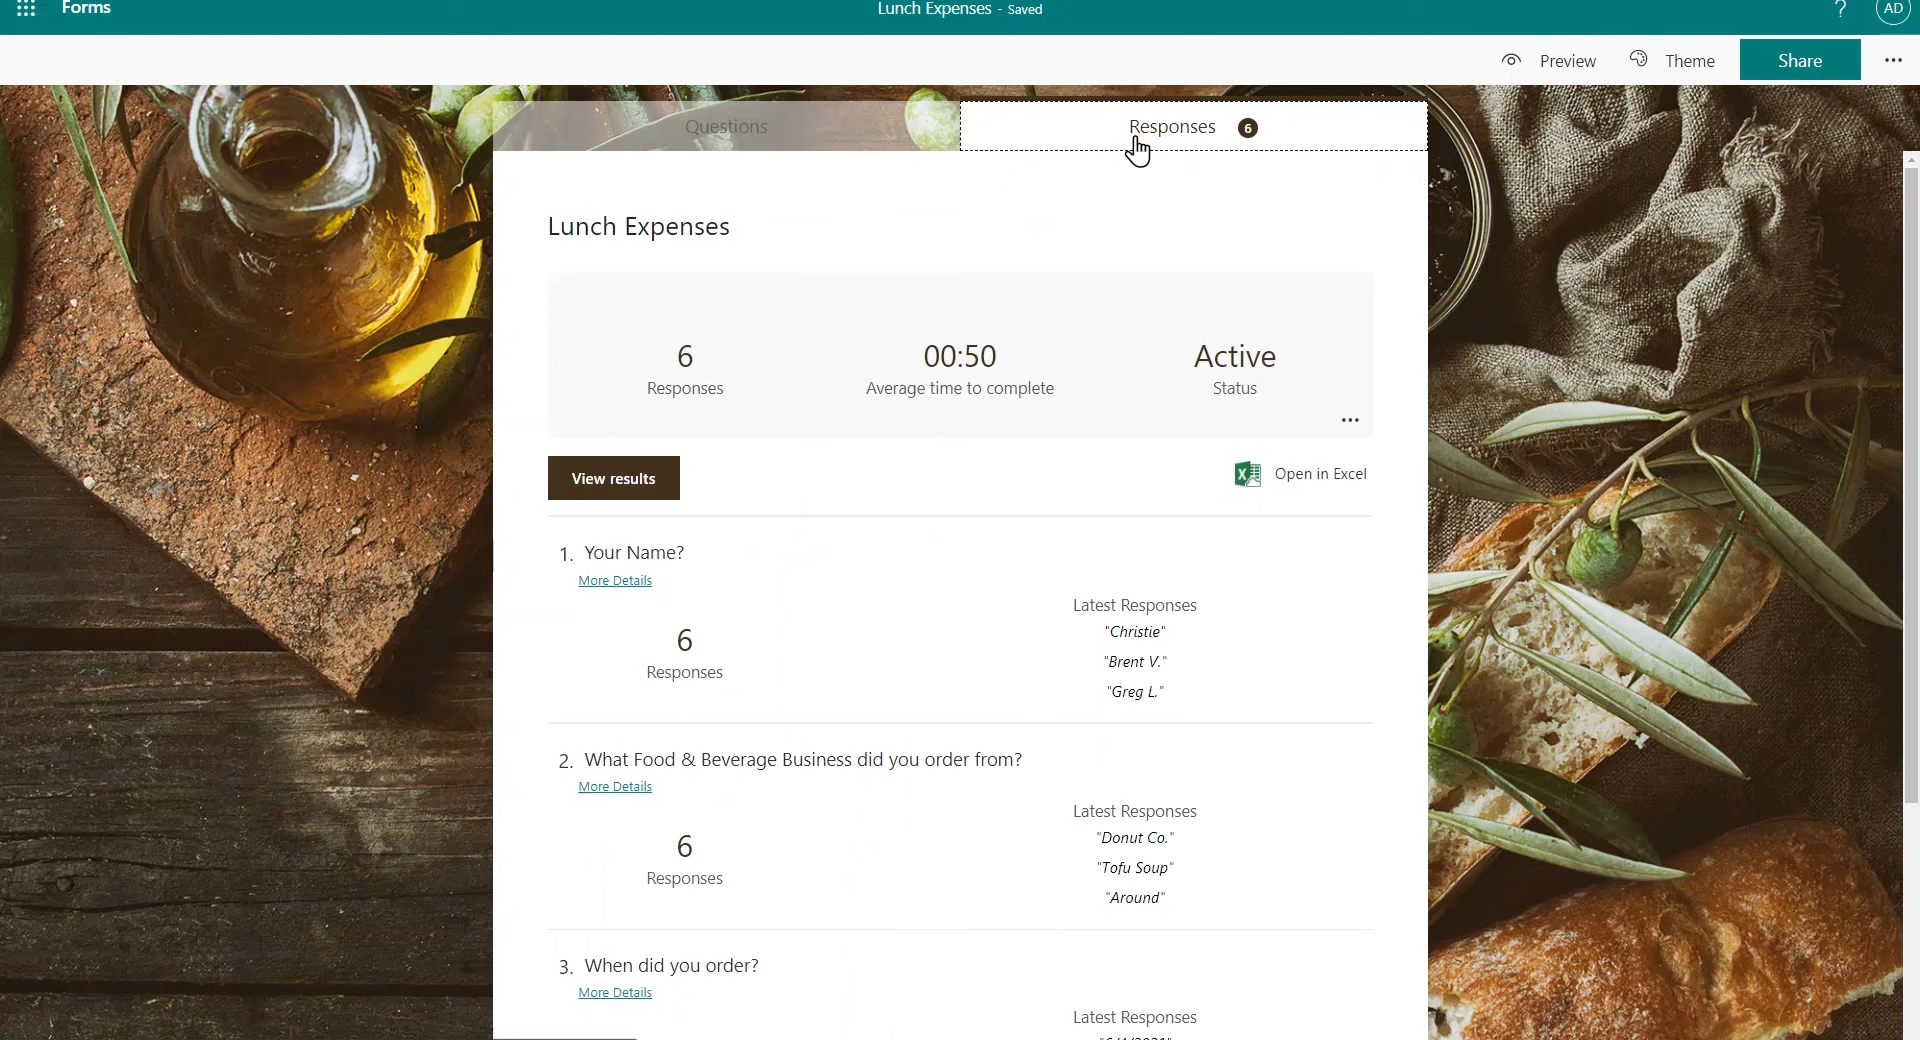 Forms
Lunch Expenses - Saved
?
AD
Preview
Theme
Share
Questions
Responses 6
Lunch Expenses
6
Responses
00:50
Average time to complete
Active
Status
View results
Open in Excel
1. Your Name?
More Details
6
Responses
Latest Responses
"Christie"
"Brent V."
"Greg L."
2. What Food & Beverage Business did you order from?
More Details
6
Responses
Latest Responses
"Donut Co."
"Tofu Soup"
"Around"
3. When did you order?
More Details
Latest Responses